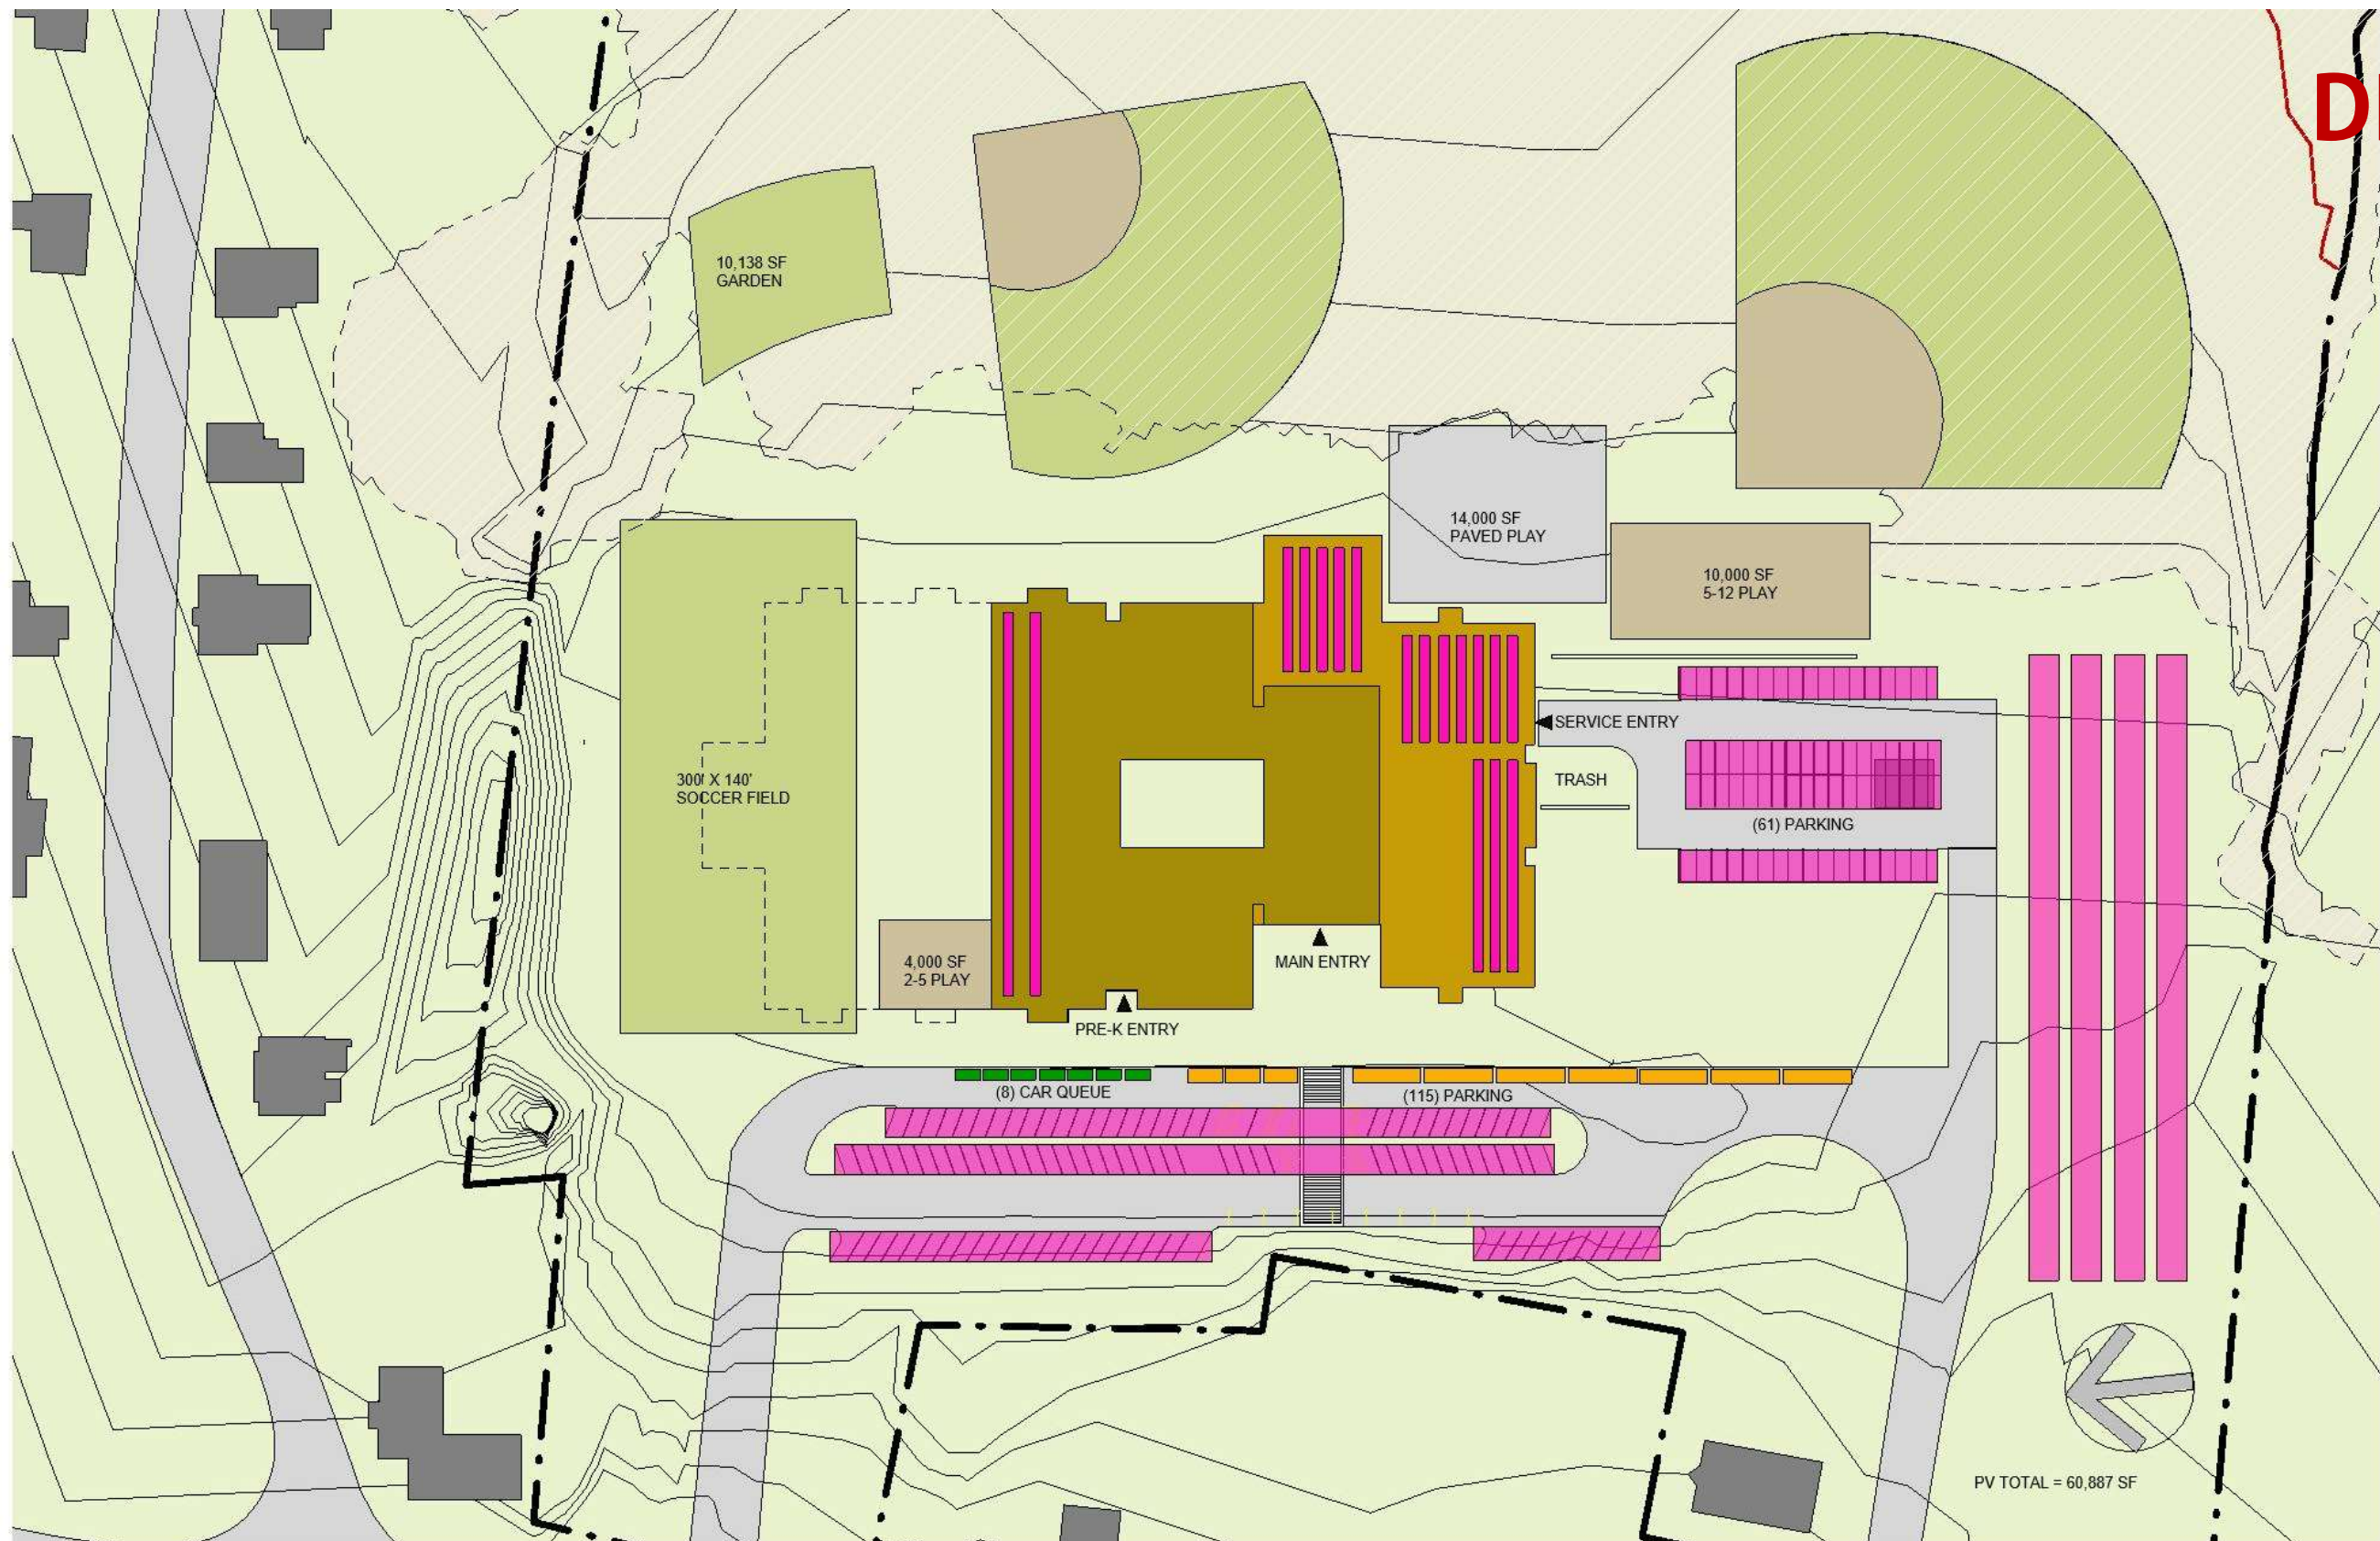 D
10,138 SF
GARDEN
14,000 SF
PAVED PLAY
10,000 SF
5-12 PLAY
SERVICE ENTRY
300' X 140'
SOCCER FIELD
TRASH
(61) PARKING
4,000 SF
2-5 PLAY
MAIN ENTRY
PRE-K ENTRY
(8) CAR QUEUE
(115) PARKING
PV TOTAL = 60,887 SF